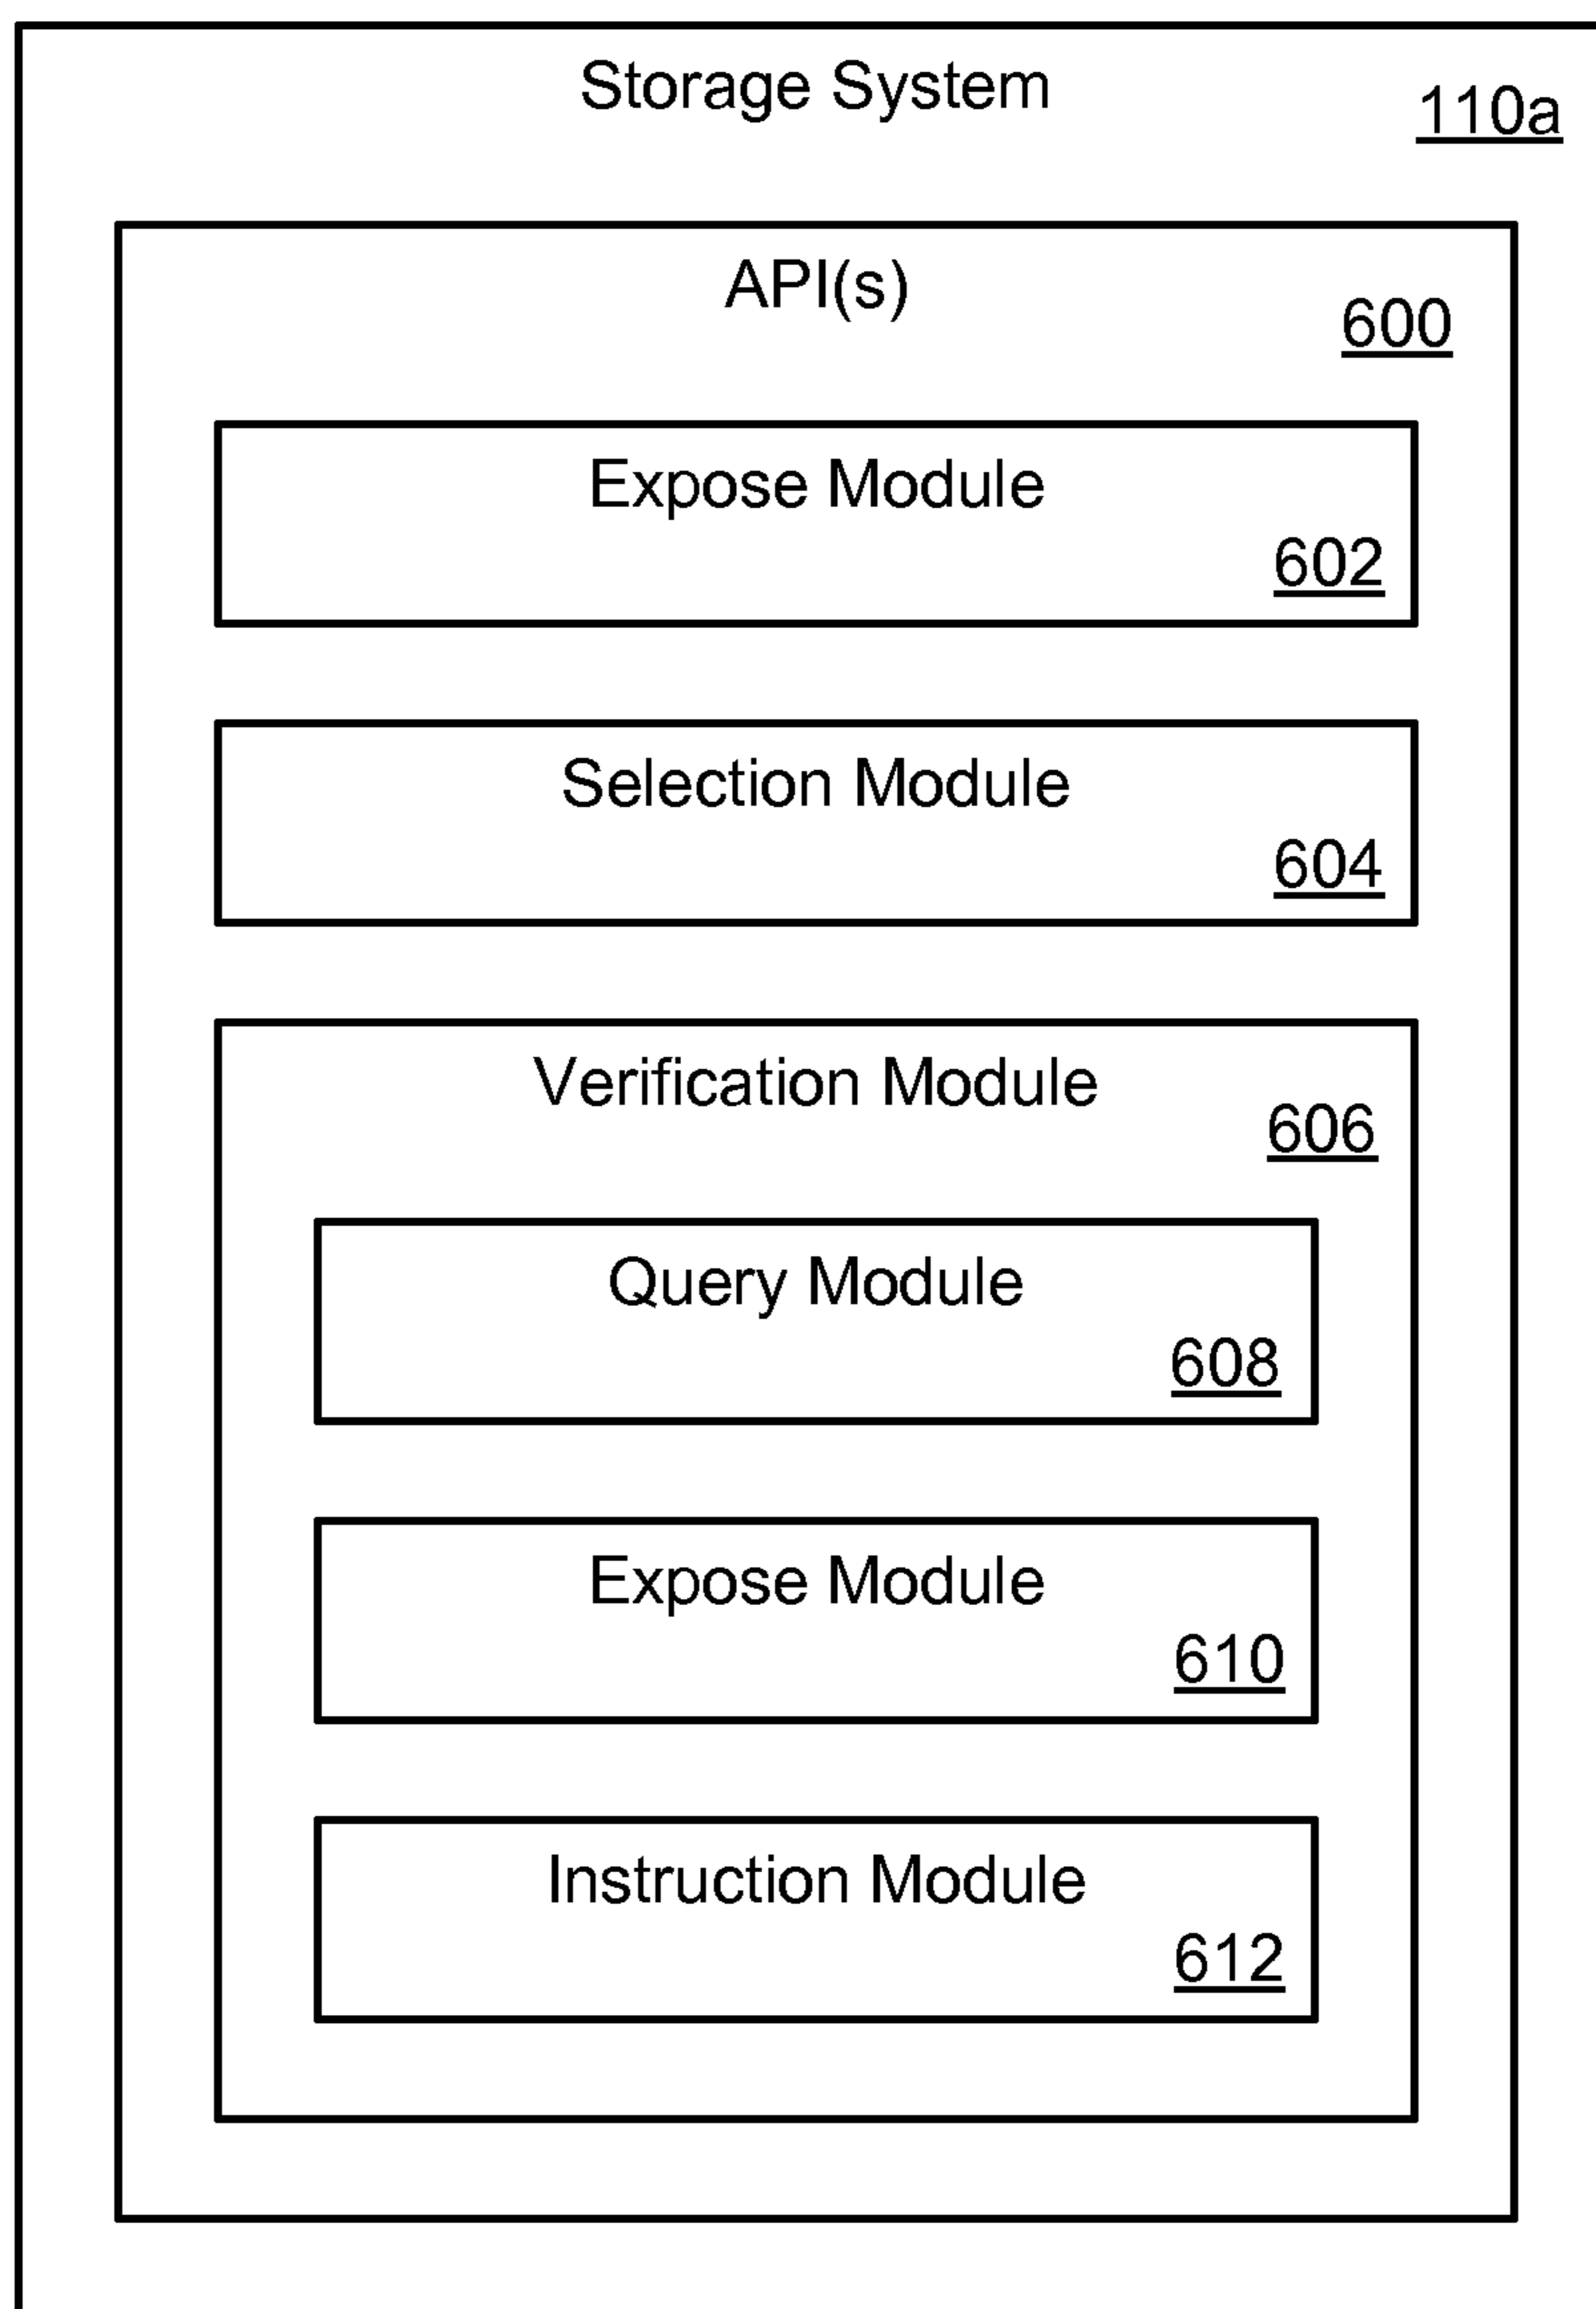 Storage System
110a
API(s)
600
Expose Module
602
Selection Module
604
Verification Module
606
Query Module
608
Expose Module
610
Instruction Module
612